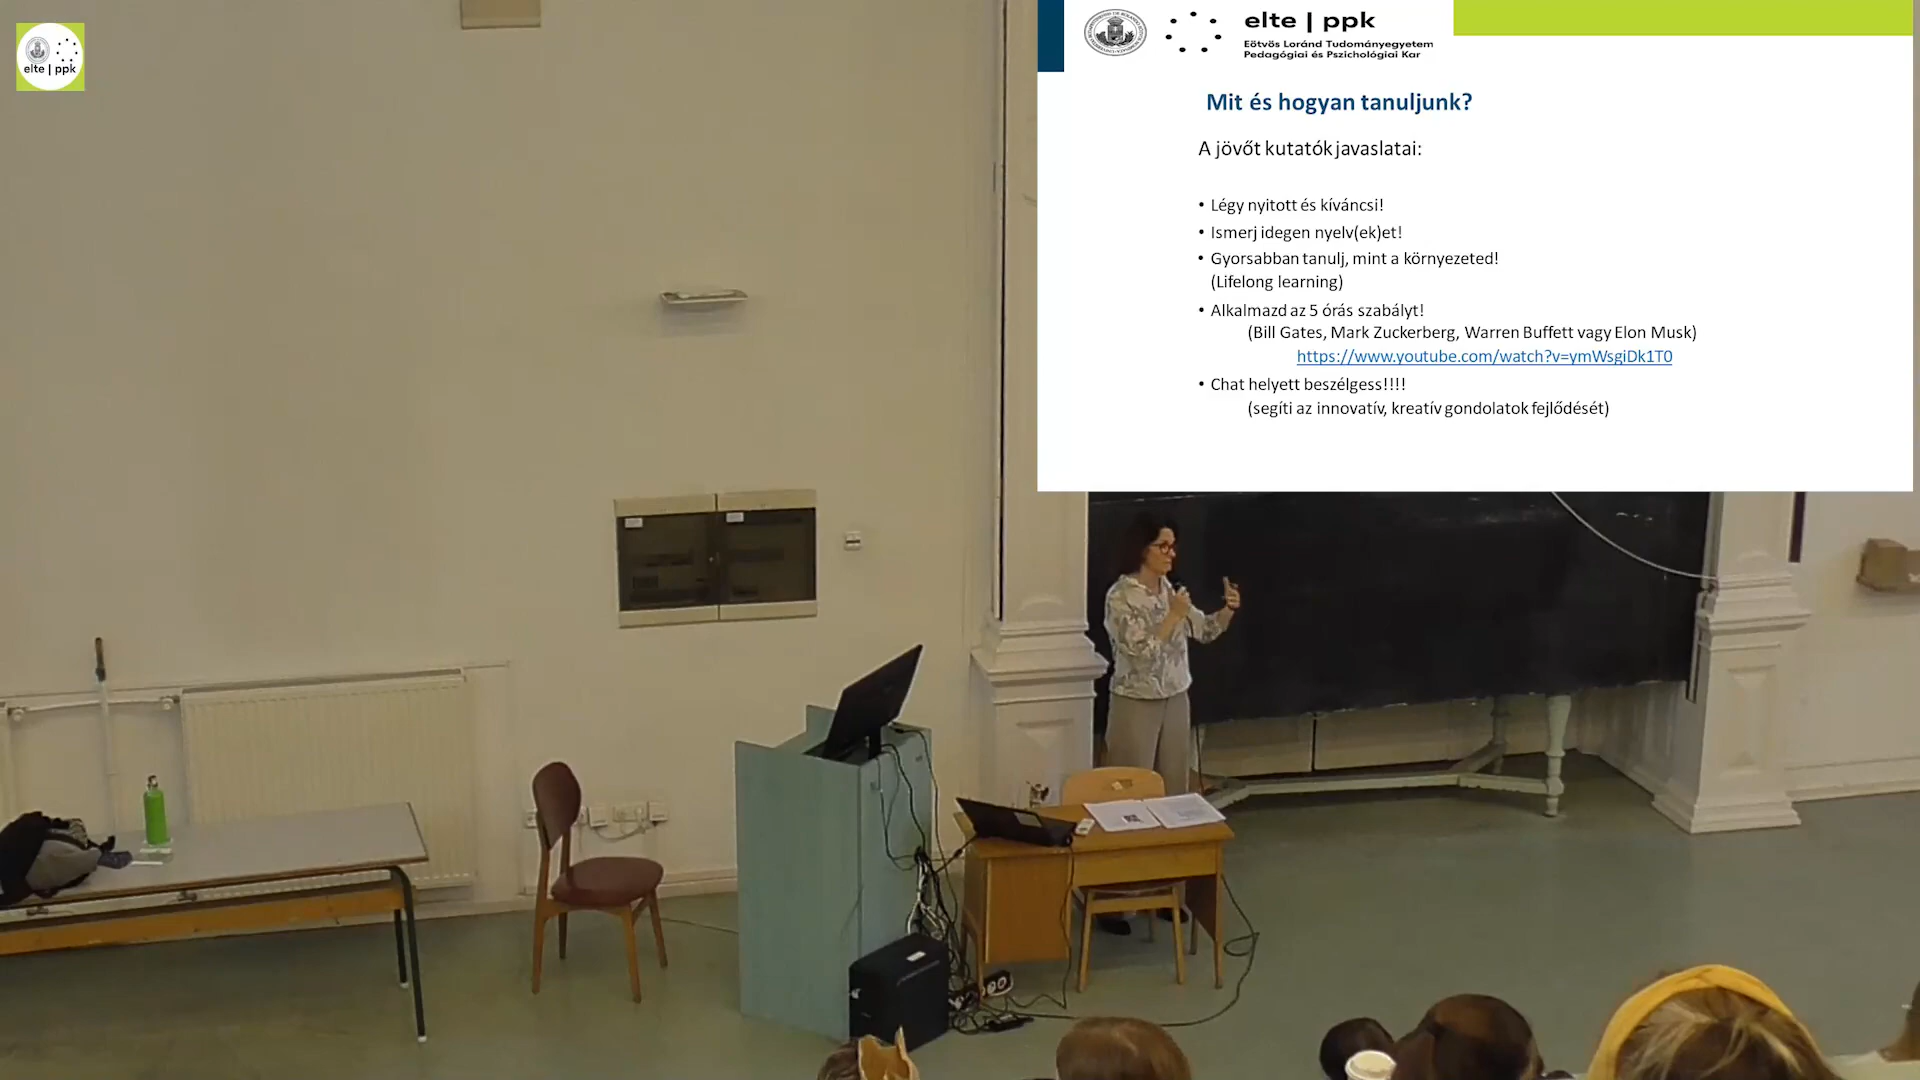 elte | ppk
elte | ppk
Eötvös Loránd Tudományegyetem
Pedagógiai és Pszichológiai Kar
Mit és hogyan tanuljunk?
A jövőt kutatók javaslatai:
• Légy nyitott és kíváncsi!
• Ismerj idegen nyelv(ek)et!
• Gyorsabban tanulj, mint a környezeted!
(Lifelong learning)
• Alkalmazd az 5 órás szabályt!
(Bill Gates, Mark Zuckerberg, Warren Buffett vagy Elon Musk)
https://www.youtube.com/watch?v=ymWsgiDk1T0
• Chat helyett beszélgess!!!!
(segíti az innovatív, kreatív gondolatok fejlődését)